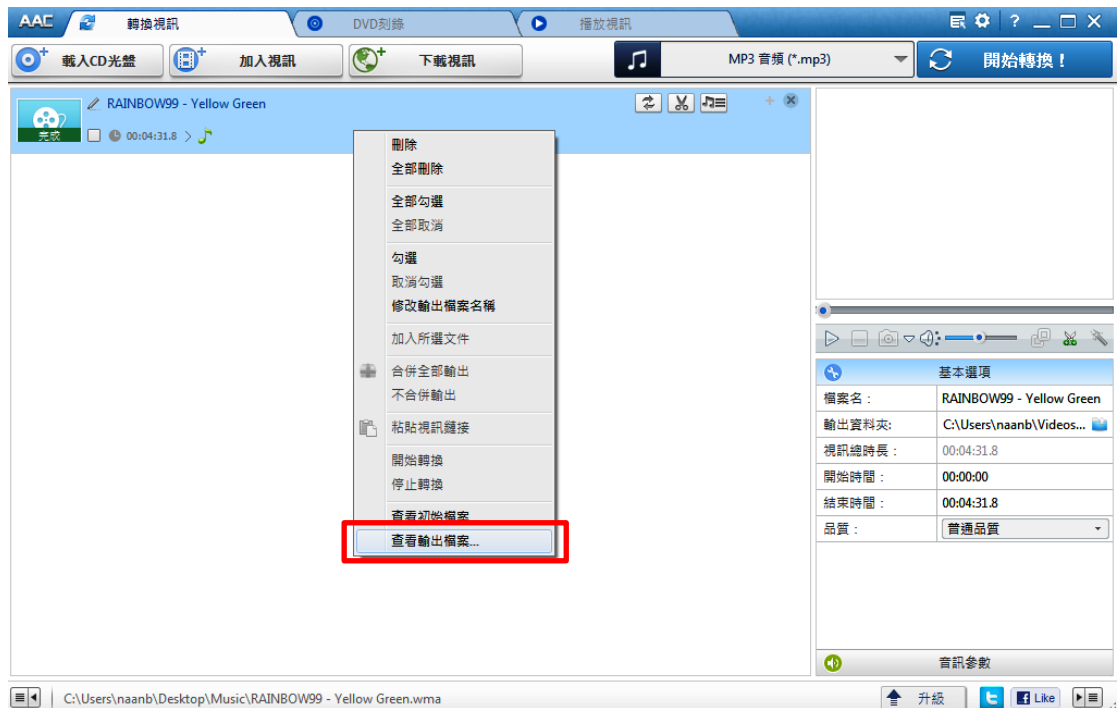 AAC 轉換視訊 DVD刻錄 播放視訊 ?
載入CD光盤 加入視訊 下載視訊 MP3 音頻 (*.mp3) 開始轉換！
RAINBOW99 - Yellow Green
完成 00:04:31.8
刪除
全部刪除
全部勾選
全部取消
勾選
取消勾選
修改輸出檔案名稱
加入所選文件
合併全部輸出
不合併輸出
粘貼視訊鏈接
開始轉換
停止轉換
查看初始檔案
查看輸出檔案...
基本選項
檔案名： RAINBOW99 - Yellow Green
輸出資料夾: C:\Users\naanb\Videos...
視訊總時長： 00:04:31.8
開始時間： 00:00:00
結束時間： 00:04:31.8
品質： 普通品質
音訊參數
C:\Users\naanb\Desktop\Music\RAINBOW99 - Yellow Green.wma 升級 Like